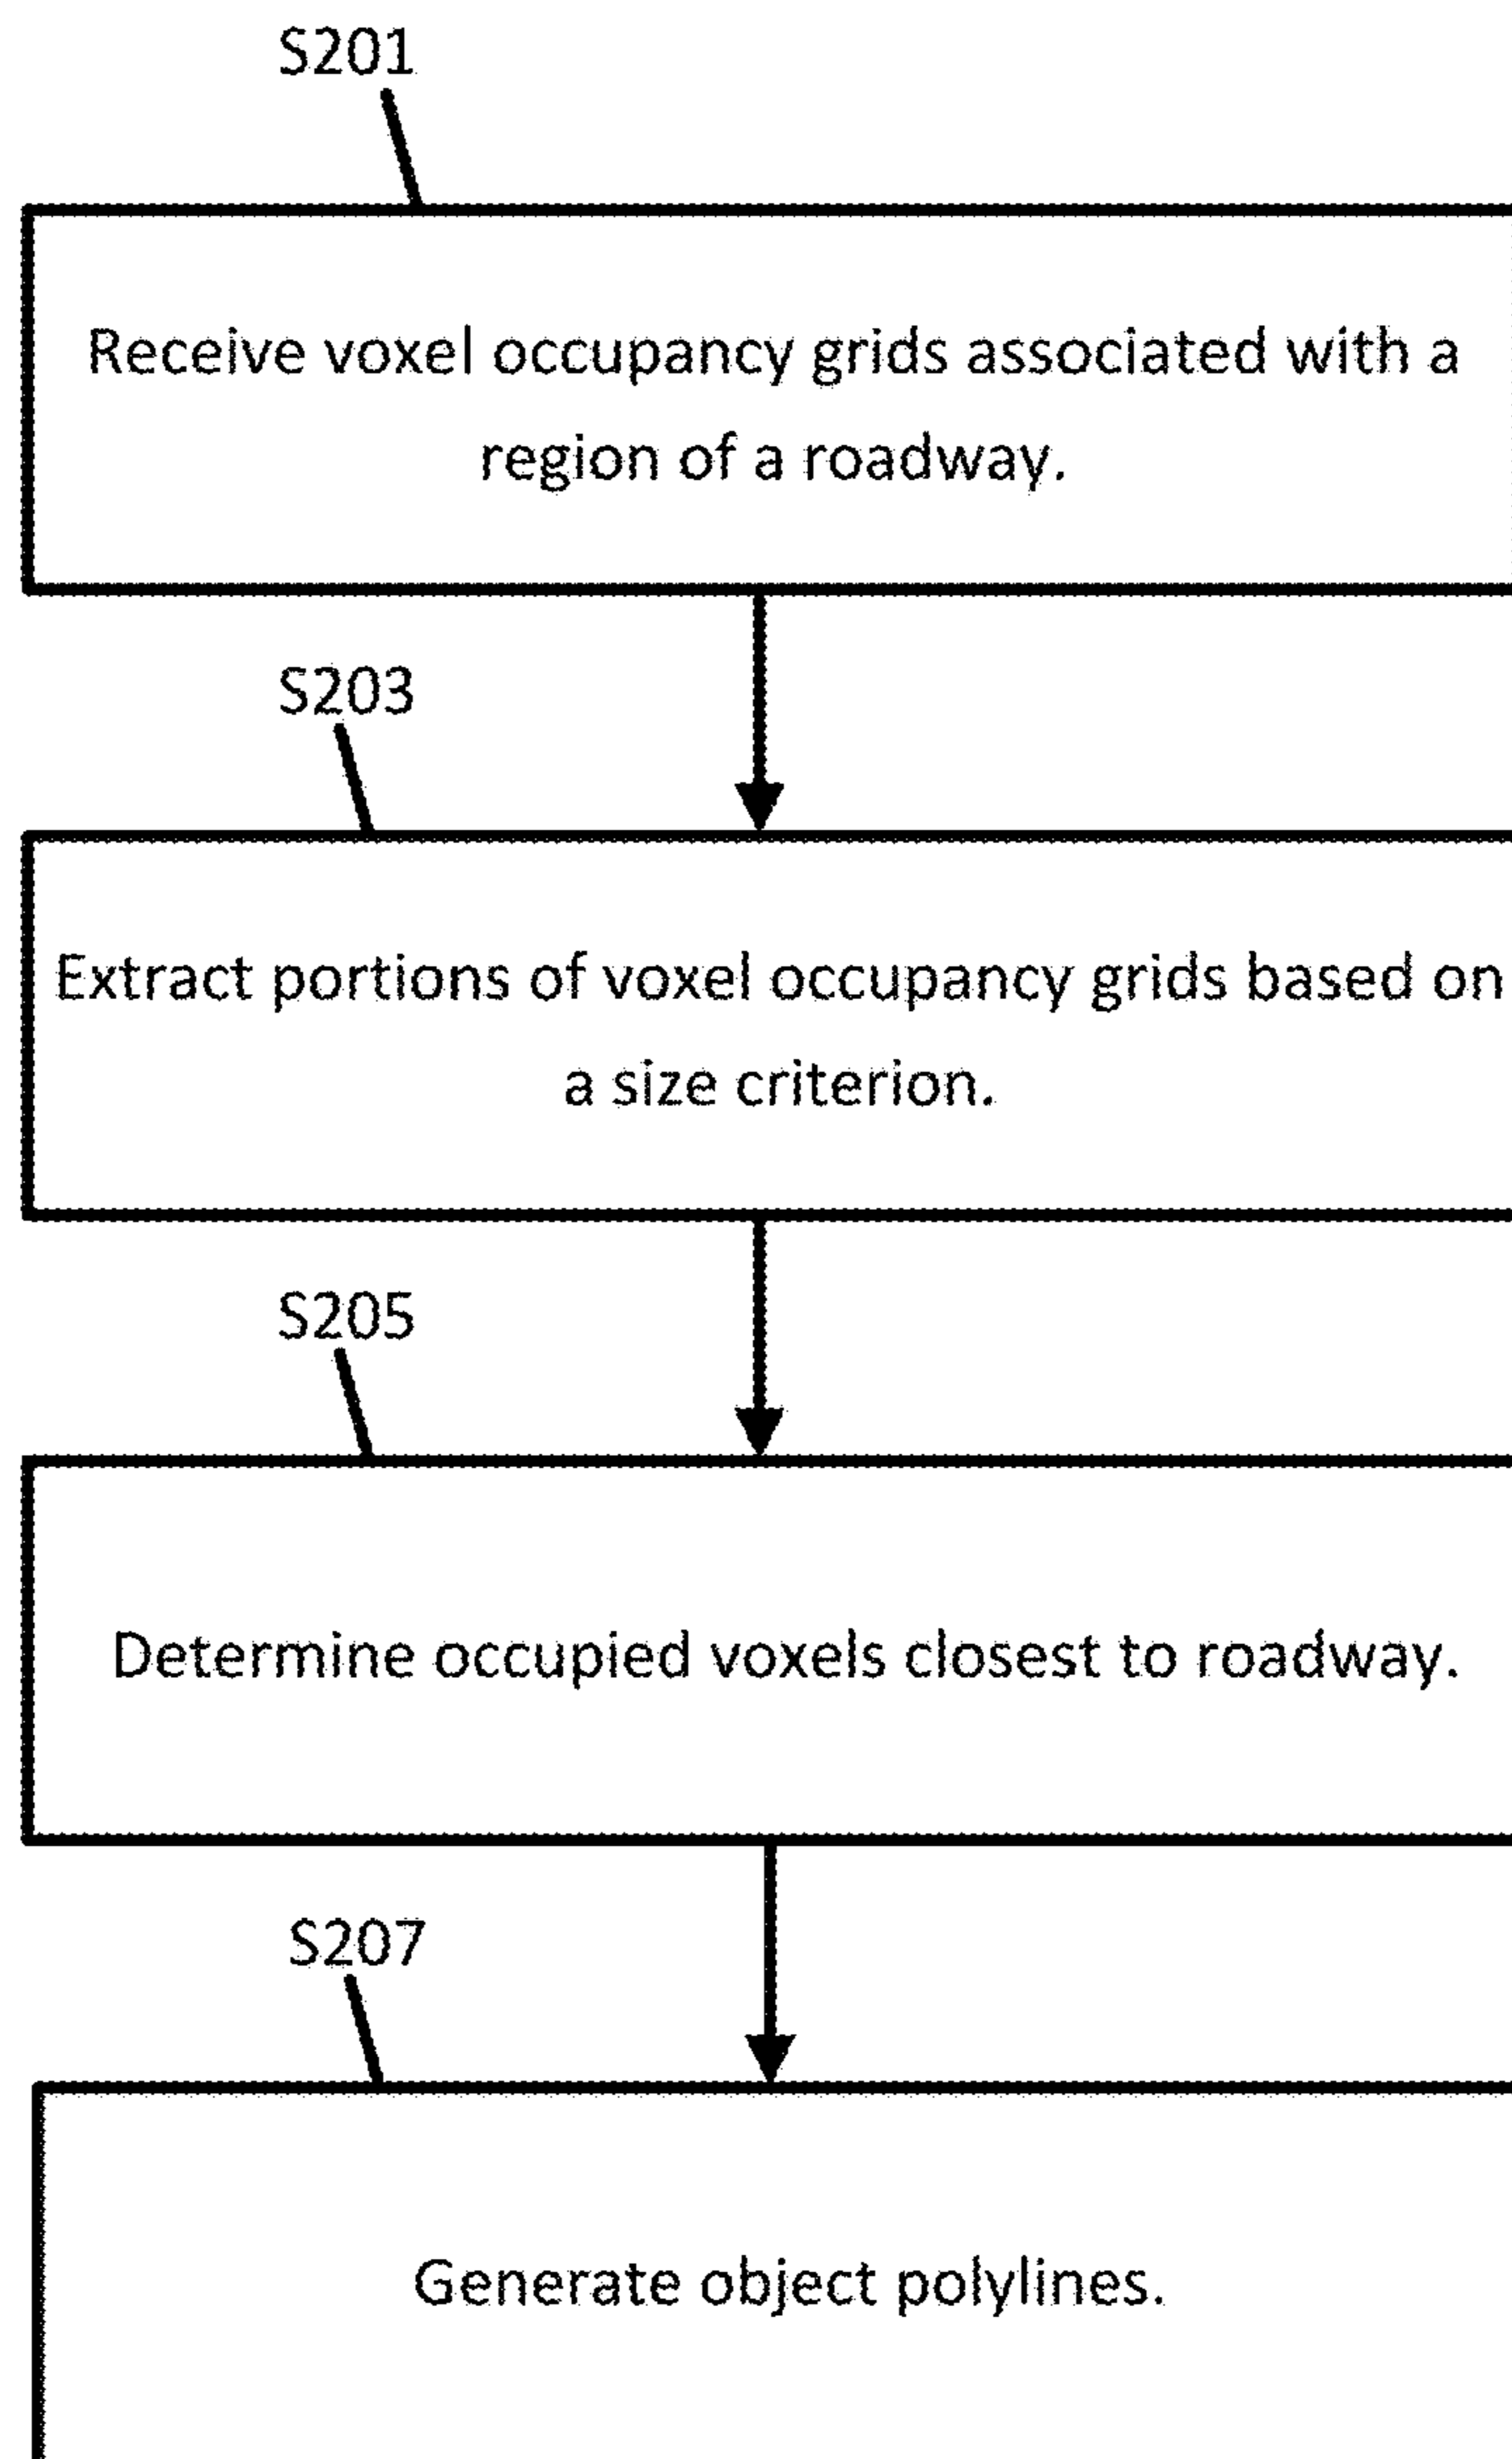 S201
Receive voxel occupancy grids associated with a
region of a roadway.
S203
Extract portions of voxel occupancy grids based on
a size criterion.
S205
Determine occupied voxels closest to roadway.
S207
Generate object polylines.